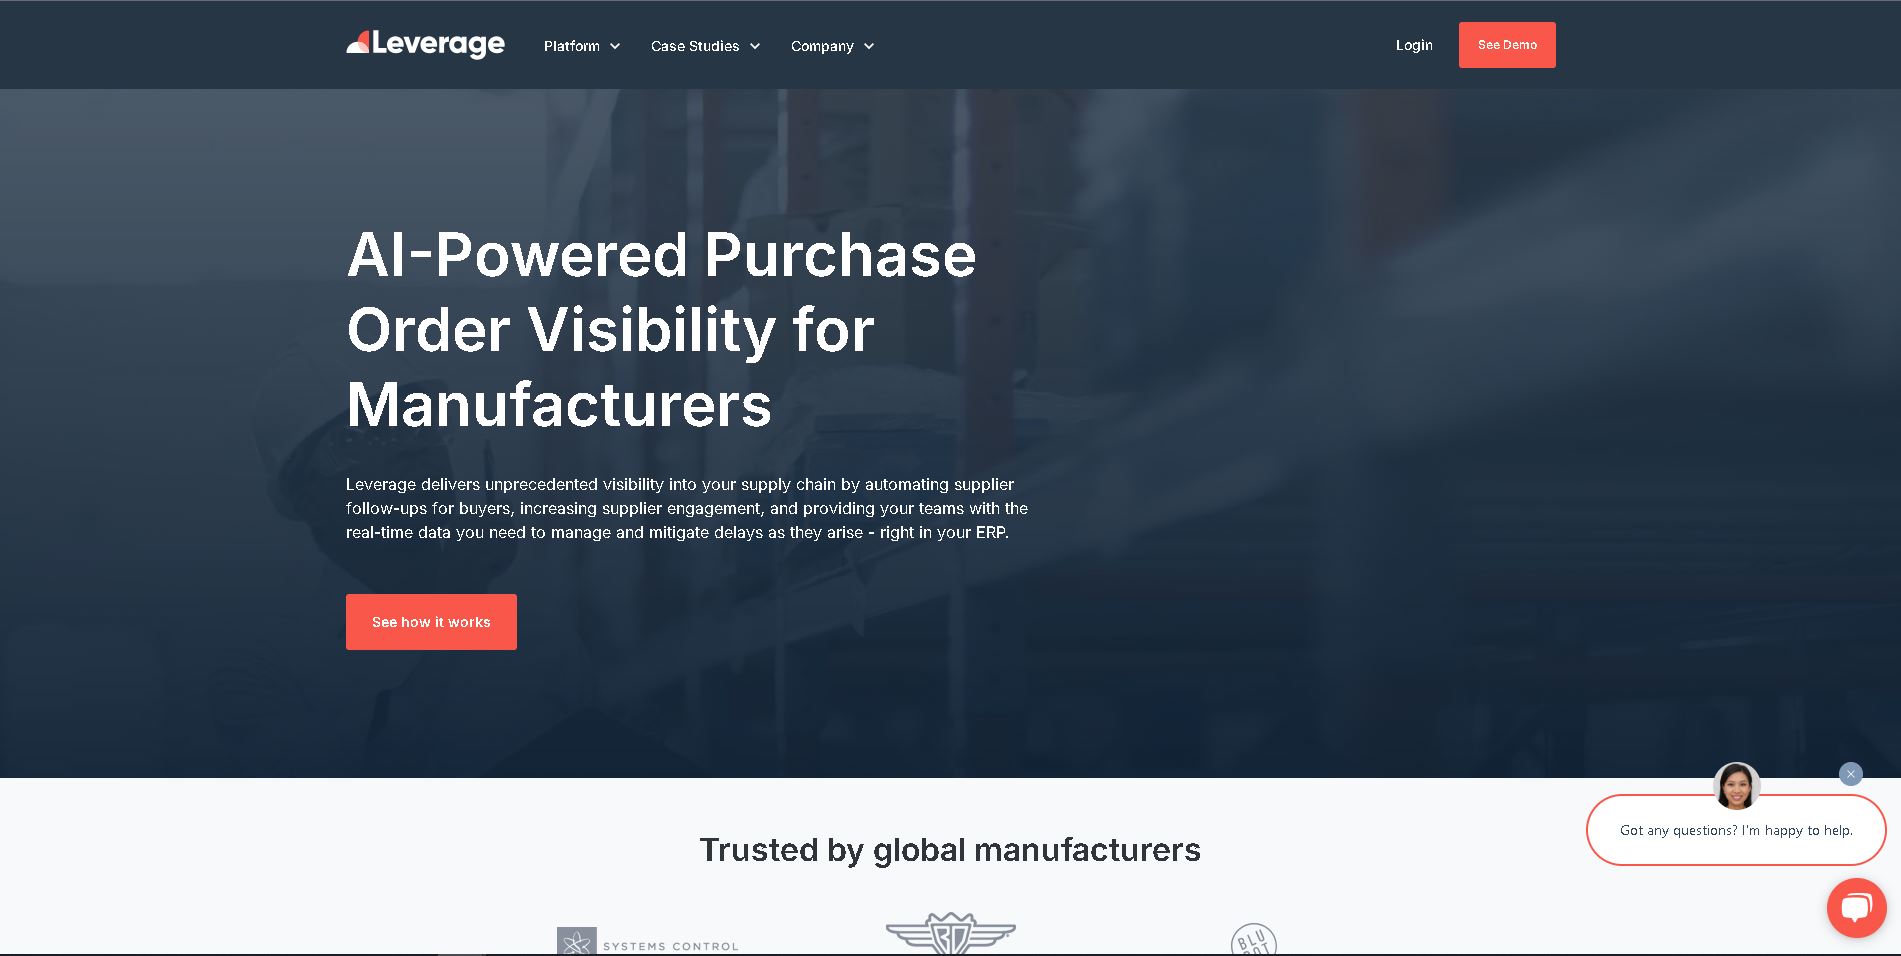 Leverage
Platform
Case Studies
Company
Login
See Demo
AI-Powered Purchase
Order Visibility for
Manufacturers
Leverage delivers unprecedented visibility into your supply chain by automating supplier
follow-ups for buyers, increasing supplier engagement, and providing your teams with the
real-time data you need to manage and mitigate delays as they arise - right in your ERP.
See how it works
Got any questions? I'm happy to help.
Trusted by global manufacturers
SYSTEMS CONTROL
BD
BLU
DOT